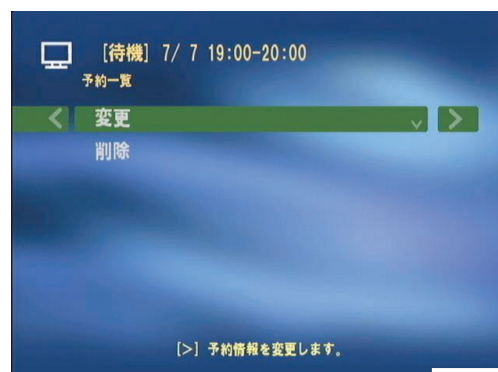 [待機] 7/ 7 19:00-20:00
予約一覧
変更
削除
[>] 予約情報を変更します。